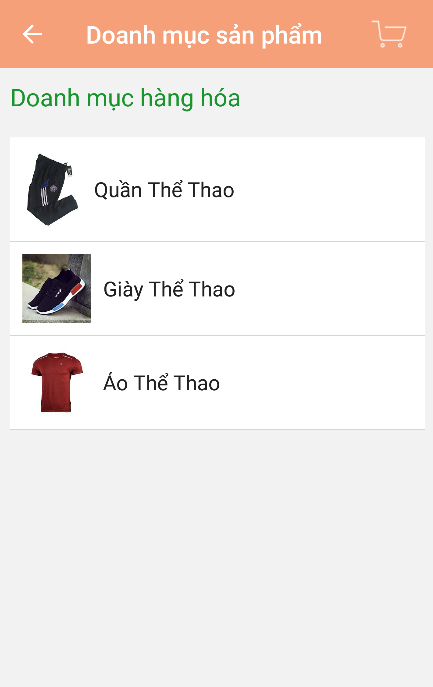 Doanh mục sản phẩm
Doanh mục hàng hóa
Quần Thể Thao
Giày Thể Thao
Áo Thể Thao